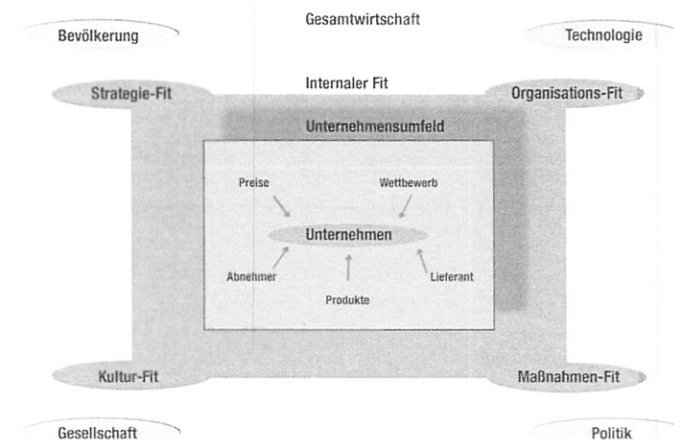 Gesamtwirtschaft
Bevölkerung
Technologie
Internaler Fit
Strategie-Fit
Organisations-Fit
Unternehmensumfeld
Preise
Wettbewerb
Unternehmen
Abnehmer
Lieferant
Produkte
Kultur-Fit
Maßnahmen-Fit
Gesellschaft
Politik